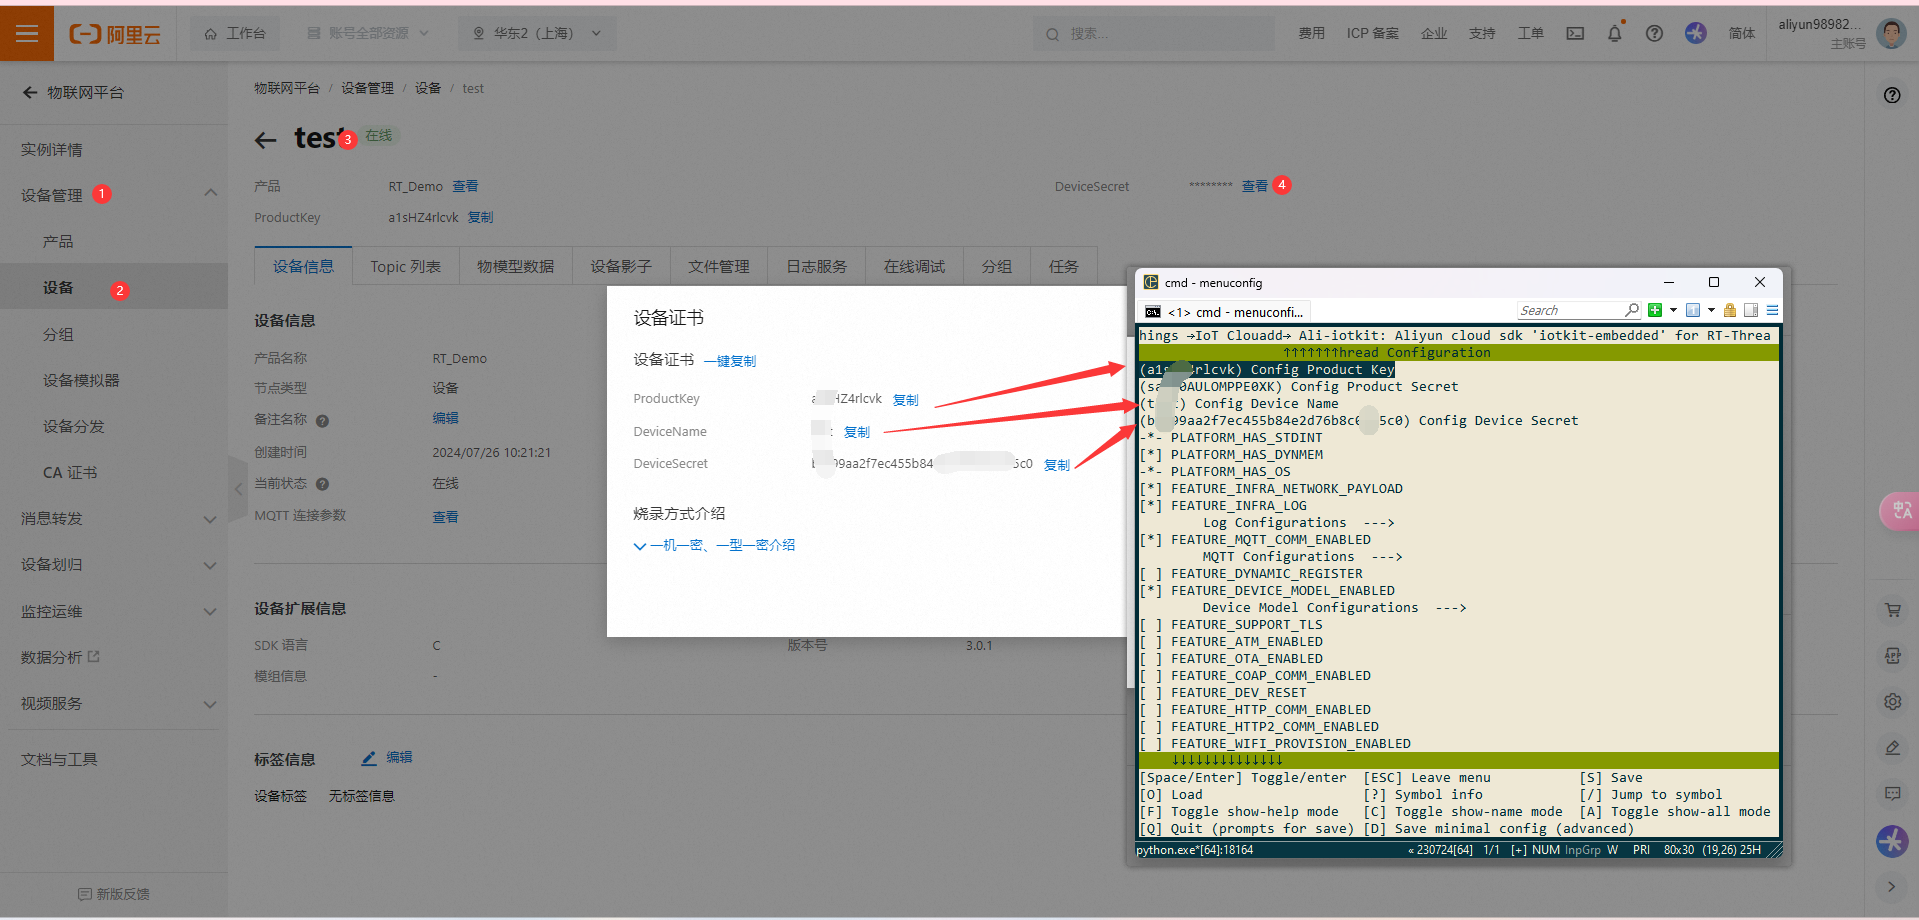 阿里云
工作台
账号全部资源
华东2（上海）
搜索...
费用
ICP 备案
企业
支持
工单
简体
aliyun98982...
主账号
物联网平台
实例详情
设备管理 1
产品
设备 2
分组
设备模拟器
设备分发
CA 证书
消息转发
设备划归
监控运维
数据分析
视频服务
文档与工具
新版反馈
物联网平台 / 设备管理 / 设备 / test
test 3 在线
产品 RT_Demo 查看
DeviceSecret ******** 查看 4
ProductKey a1sHZ4rlcvk 复制
设备信息 Topic 列表 物模型数据 设备影子 文件管理 日志服务 在线调试 分组 任务
设备信息
产品名称 RT_Demo
节点类型 设备
备注名称 编辑
创建时间 2024/07/26 10:21:21
当前状态 在线
MQTT 连接参数 查看
设备扩展信息
SDK 语言 C 版本号 3.0.1
模组信息 -
标签信息 编辑
设备标签 无标签信息
设备证书
设备证书 一键复制
ProductKey HZ4rlcvk 复制
DeviceName 复制
DeviceSecret 99aa2f7ec455b84 5c0 复制
烧录方式介绍
一机一密、一型一密介绍
cmd - menuconfig
<1> cmd - menuconfi...
Search
hings →IoT Clouadd→ Ali-iotkit: Aliyun cloud sdk 'iotkit-embedded' for RT-Threa
↑↑↑↑↑↑↑hread Configuration
(a1s rlcvk) Config Product Key
(sa 0AULOMPPE0XK) Config Product Secret
(t ) Config Device Name
(b 99aa2f7ec455b84e2d76b8c 5c0) Config Device Secret
-*- PLATFORM_HAS_STDINT
[*] PLATFORM_HAS_DYNMEM
-*- PLATFORM_HAS_OS
[*] FEATURE_INFRA_NETWORK_PAYLOAD
[*] FEATURE_INFRA_LOG
Log Configurations --->
[*] FEATURE_MQTT_COMM_ENABLED
MQTT Configurations --->
[ ] FEATURE_DYNAMIC_REGISTER
[*] FEATURE_DEVICE_MODEL_ENABLED
Device Model Configurations --->
[ ] FEATURE_SUPPORT_TLS
[ ] FEATURE_ATM_ENABLED
[ ] FEATURE_OTA_ENABLED
[ ] FEATURE_COAP_COMM_ENABLED
[ ] FEATURE_DEV_RESET
[ ] FEATURE_HTTP_COMM_ENABLED
[ ] FEATURE_HTTP2_COMM_ENABLED
[ ] FEATURE_WIFI_PROVISION_ENABLED
↓↓↓↓↓↓↓↓↓↓↓↓↓↓
[Space/Enter] Toggle/enter [ESC] Leave menu [S] Save
[O] Load [?] Symbol info [/] Jump to symbol
[F] Toggle show-help mode [C] Toggle show-name mode [A] Toggle show-all mode
[Q] Quit (prompts for save) [D] Save minimal config (advanced)
python.exe*[64]:18164 « 230724[64] 1/1 [+] NUM InpGrp W PRI 80x30 (19,26) 25H